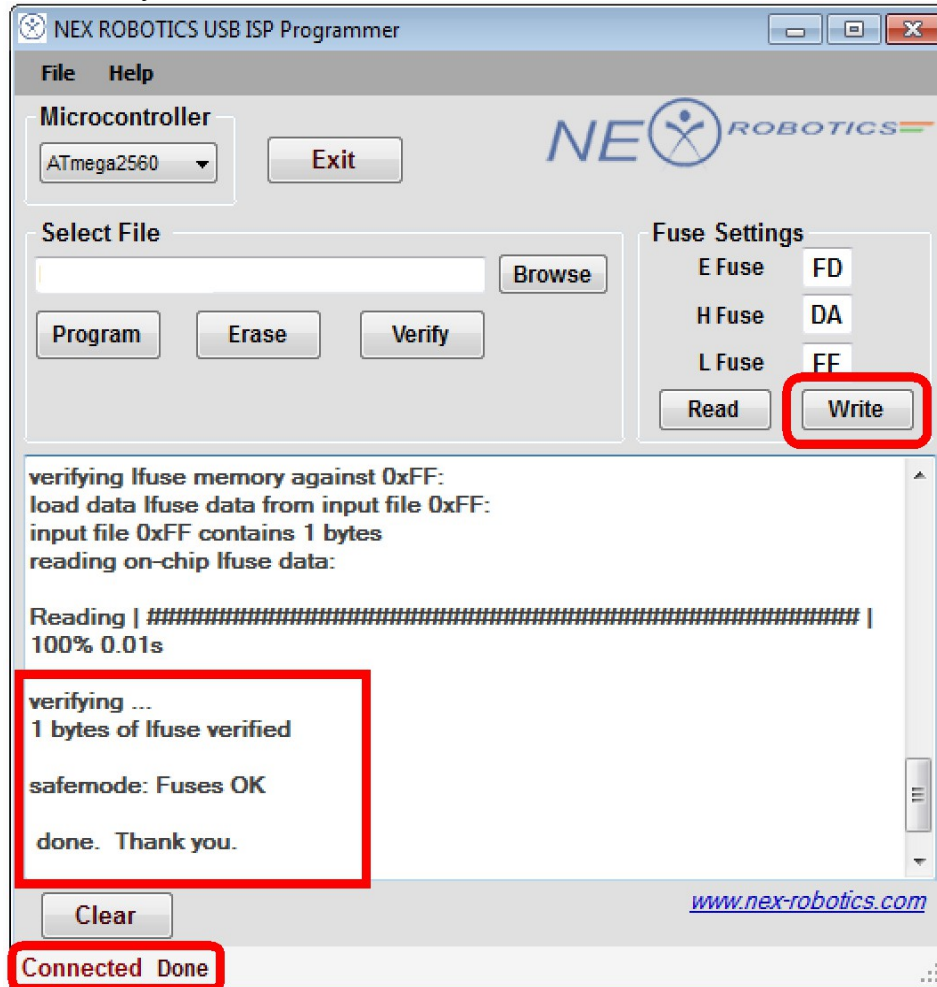 NEX ROBOTICS USB ISP Programmer
File Help
Microcontroller
ATmega2560
Exit
NEX ROBOTICS
Select File
Browse
Program Erase Verify
Fuse Settings
E Fuse FD
H Fuse DA
L Fuse FF
Read Write
verifying lfuse memory against 0xFF:
load data lfuse data from input file 0xFF:
input file 0xFF contains 1 bytes
reading on-chip lfuse data:
Reading | ################################################## |
100% 0.01s
verifying ...
1 bytes of lfuse verified
safemode: Fuses OK
done. Thank you.
Clear
www.nex-robotics.com
Connected Done